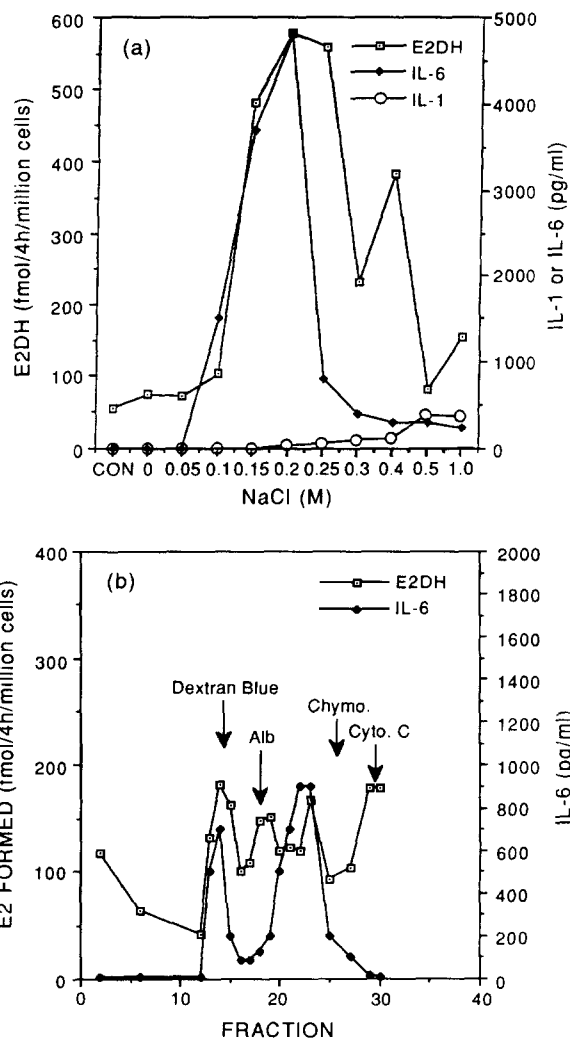 (a)
E2DH
IL-6
IL-1
600
500
400
300
200
100
0
E2DH (fmol/4h/million cells)
5000
4000
3000
2000
1000
0
IL-1 or IL-6 (pg/ml)
CON 0 0.05 0.10 0.15 0.2 0.25 0.3 0.4 0.5 1.0
NaCl (M)
(b)
E2DH
IL-6
400
300
200
100
0
E2 FORMED (fmol/4h/million cells)
2000
1800
1600
1400
1200
1000
800
600
400
200
0
IL-6 (pg/ml)
Dextran Blue
Alb
Chymo.
Cyto. C
0 10 20 30 40
FRACTION